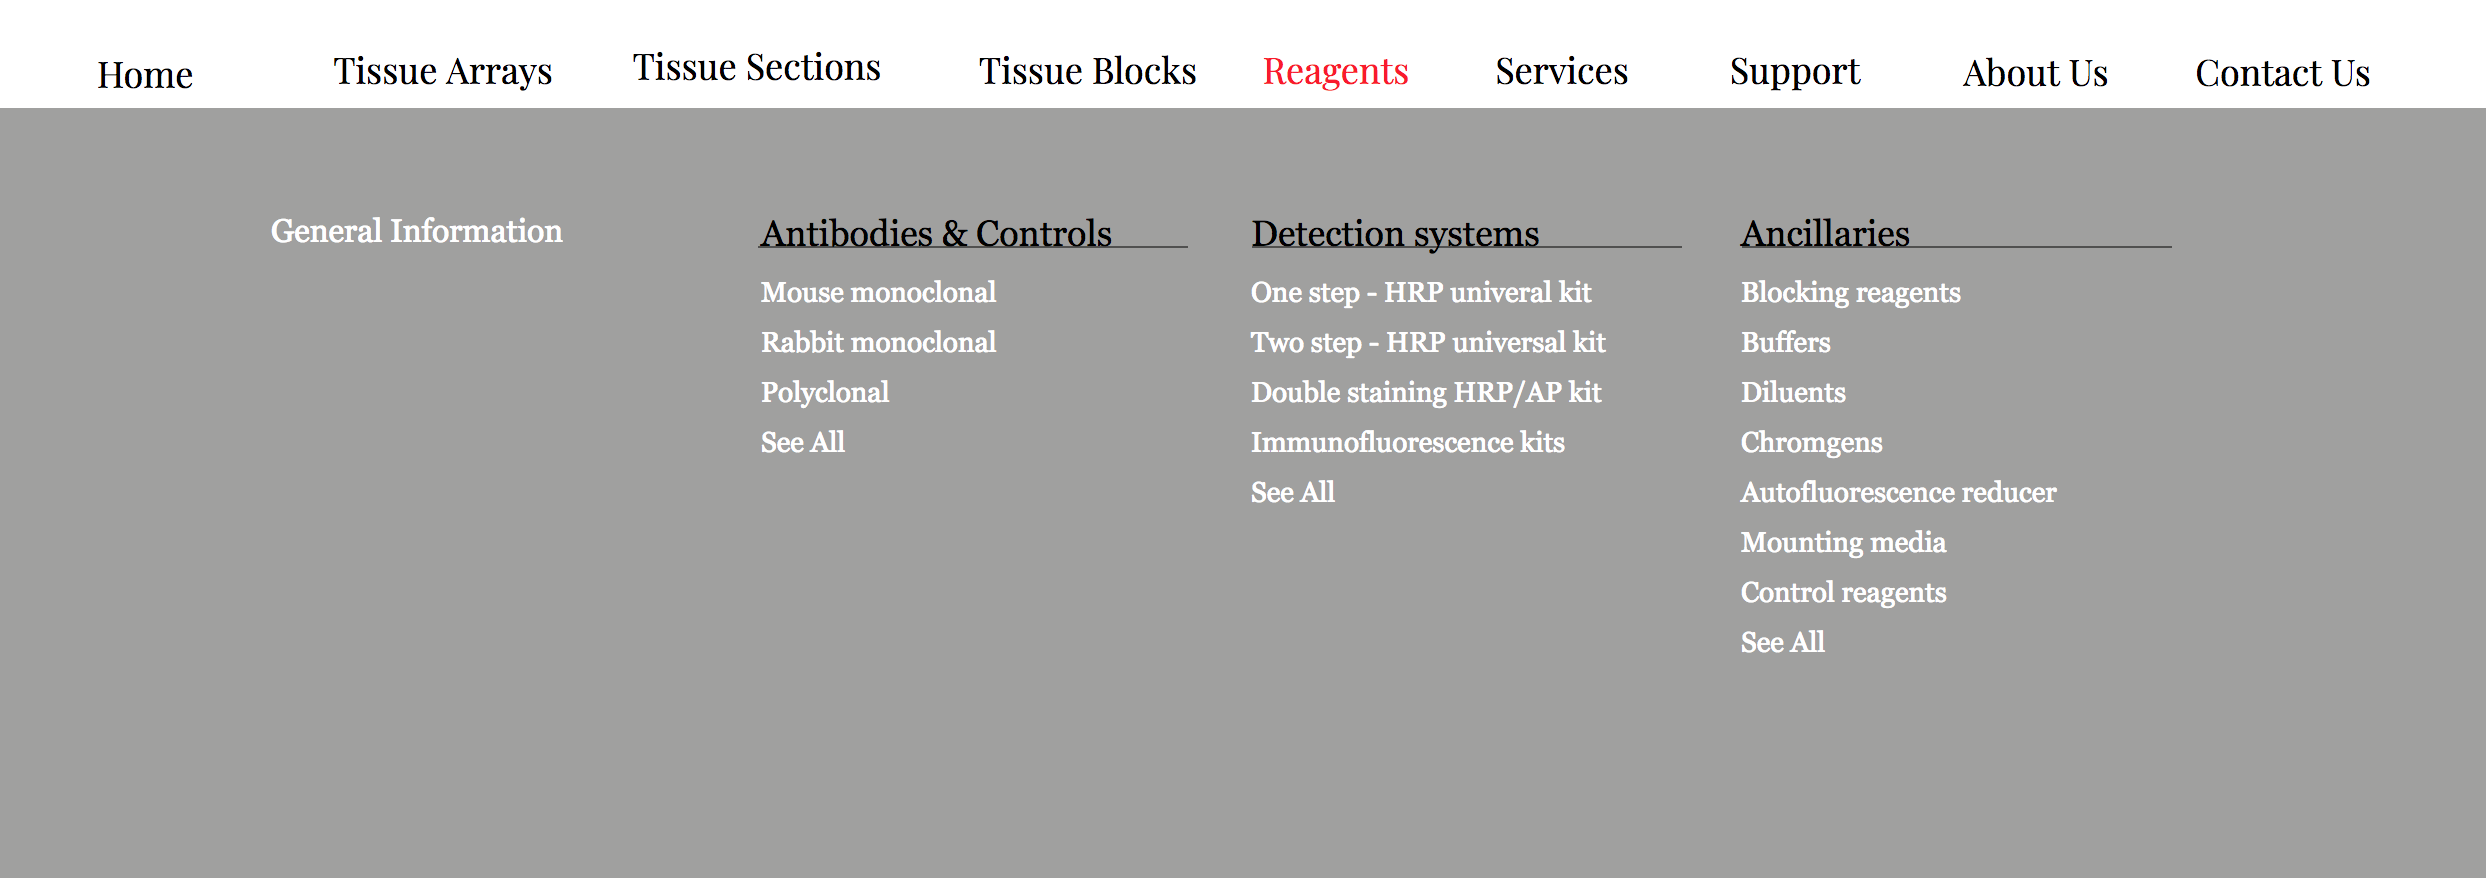 Home
Tissue Arrays
Tissue Sections
Tissue Blocks
Reagents
Services
Support
About Us
Contact Us
General Information
Antibodies & Controls
Mouse monoclonal
Rabbit monoclonal
Polyclonal
See All
Detection systems
One step - HRP univeral kit
Two step - HRP universal kit
Double staining HRP/AP kit
Immunofluorescence kits
See All
Ancillaries
Blocking reagents
Buffers
Diluents
Chromgens
Autofluorescence reducer
Mounting media
Control reagents
See All